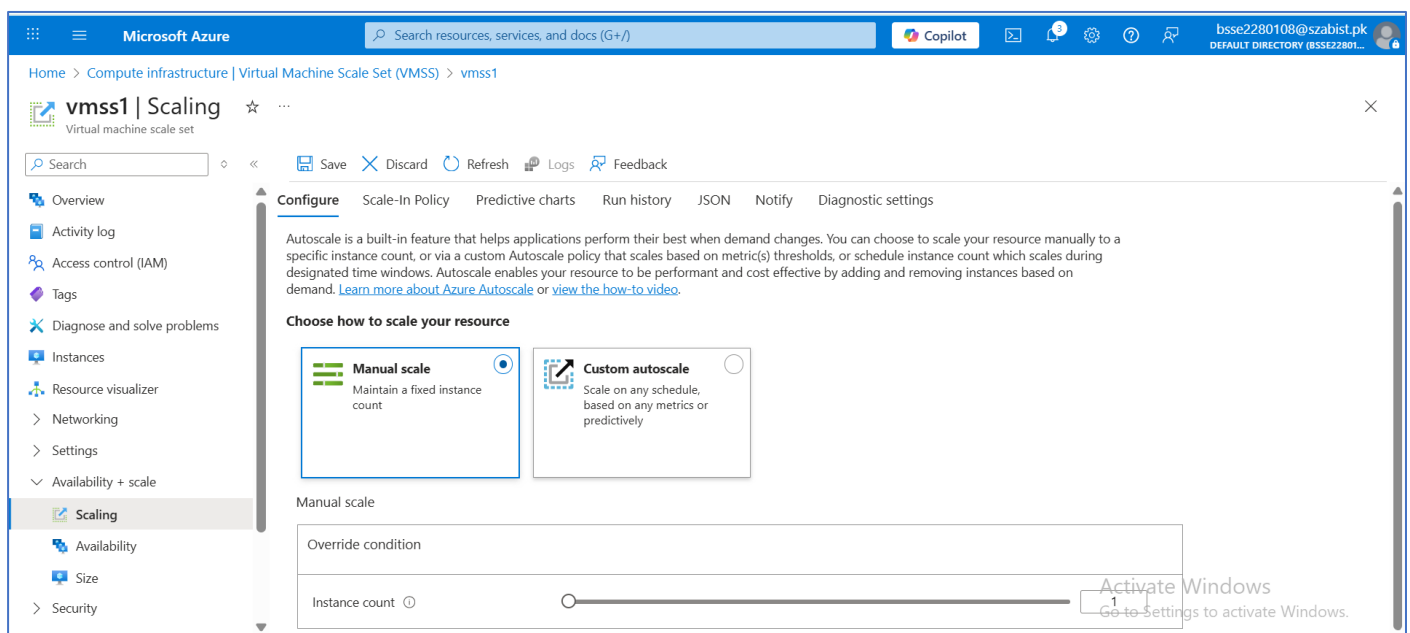 Microsoft Azure
Search resources, services, and docs (G+/)
Copilot
3
bsse2280108@szabist.pk
DEFAULT DIRECTORY (BSSE22801...
Home > Compute infrastructure | Virtual Machine Scale Set (VMSS) > vmss1
vmss1 | Scaling
Virtual machine scale set
Search
Save
Discard
Refresh
Logs
Feedback
Overview
Activity log
Access control (IAM)
Tags
Diagnose and solve problems
Instances
Resource visualizer
Networking
Settings
Availability + scale
Scaling
Availability
Size
Security
Configure
Scale-In Policy
Predictive charts
Run history
JSON
Notify
Diagnostic settings
Autoscale is a built-in feature that helps applications perform their best when demand changes. You can choose to scale your resource manually to a
specific instance count, or via a custom Autoscale policy that scales based on metric(s) thresholds, or schedule instance count which scales during
designated time windows. Autoscale enables your resource to be performant and cost effective by adding and removing instances based on
demand. Learn more about Azure Autoscale or view the how-to video.
Choose how to scale your resource
Manual scale
Maintain a fixed instance
count
Custom autoscale
Scale on any schedule,
based on any metrics or
predictively
Manual scale
Override condition
Instance count
1
Activate Windows
Go to Settings to activate Windows.